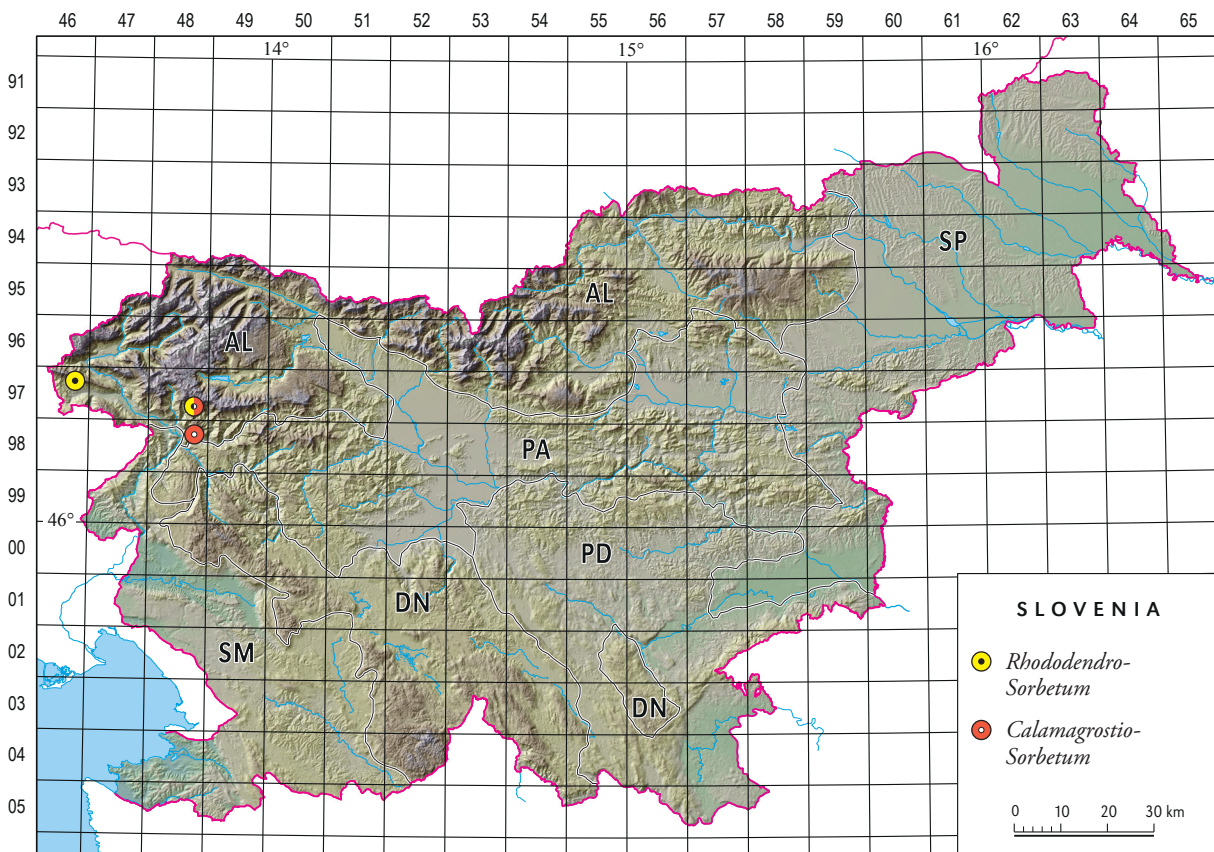 46 47 48 49 50 51 52 53 54 55 56 57 58 59 60 61 62 63 64 65
14° 15° 16°
91
92
93
94
SP
95
AL
96
AL
97
98
PA
99
46°
00
PD
01
DN
SLOVENIA
02
SM
Rhododendro-
Sorbetum
03
DN
Calamagrostio-
Sorbetum
04
05
0 10 20 30 km